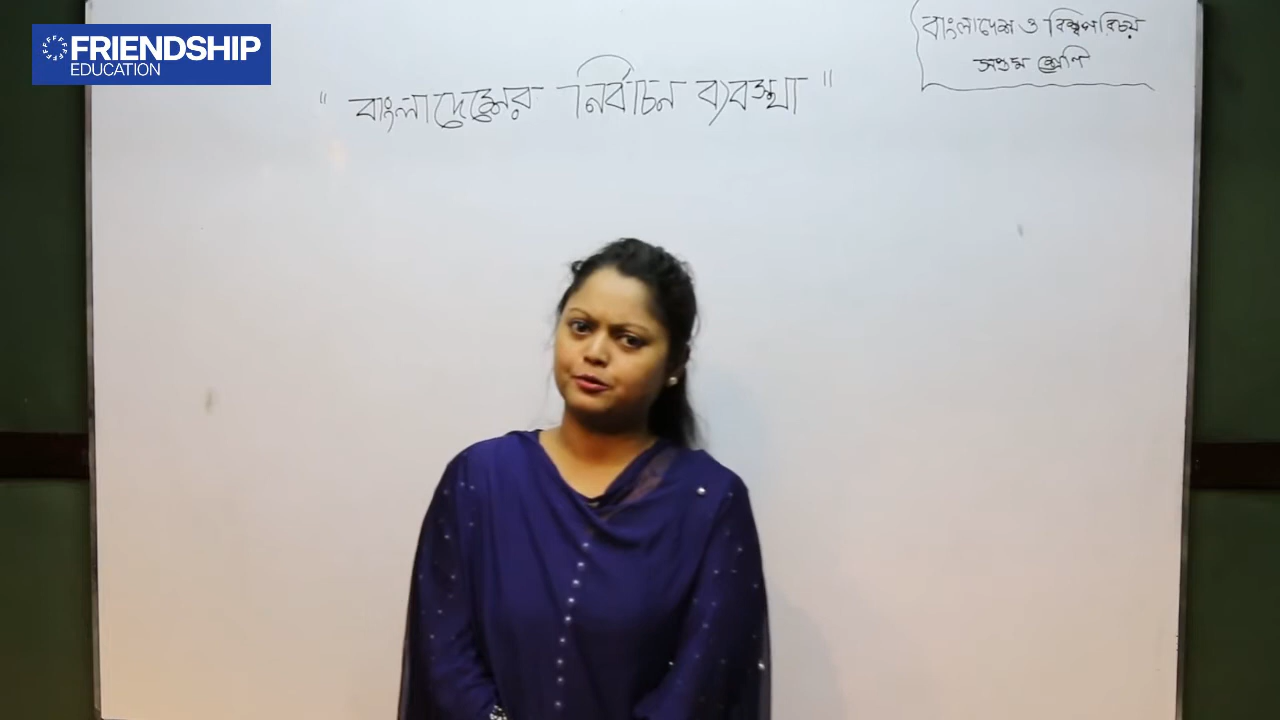 FRIENDSHIP
EDUCATION
বাংলাদেশ ও বিশ্বপরিচয়
সপ্তম শ্রেণি
" বাংলাদেশের নির্বাচন ব্যবস্থা "